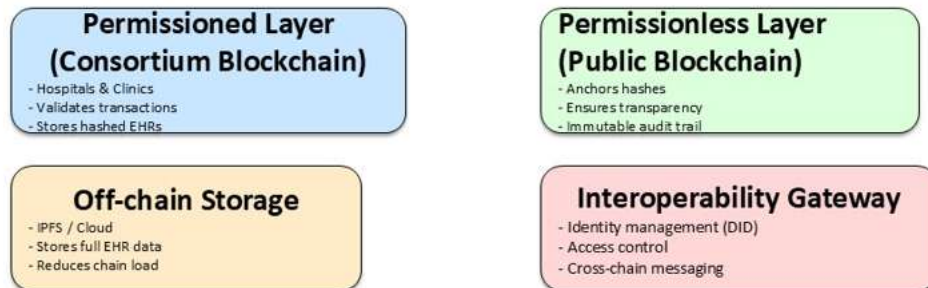 Permissioned Layer
(Consortium Blockchain)
- Hospitals & Clinics
- Validates transactions
- Stores hashed EHRs
Permissionless Layer
(Public Blockchain)
- Anchors hashes
- Ensures transparency
- Immutable audit trail
Off-chain Storage
- IPFS / Cloud
- Stores full EHR data
- Reduces chain load
Interoperability Gateway
- Identity management (DID)
- Access control
- Cross-chain messaging